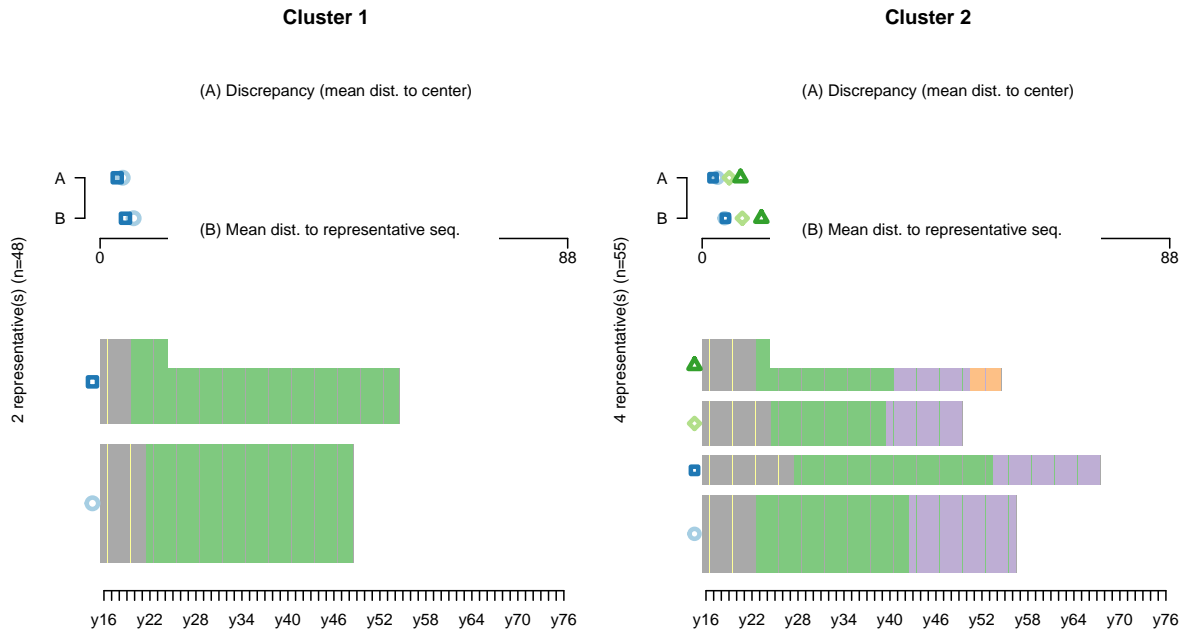 Cluster 1
(A) Discrepancy (mean dist. to center)
A
B
(B) Mean dist. to representative seq.
0 88
2 representative(s) (n=48)
y16 y22 y28 y34 y40 y46 y52 y58 y64 y70 y76
Cluster 2
(A) Discrepancy (mean dist. to center)
A
B
(B) Mean dist. to representative seq.
0 88
4 representative(s) (n=55)
y16 y22 y28 y34 y40 y46 y52 y58 y64 y70 y76